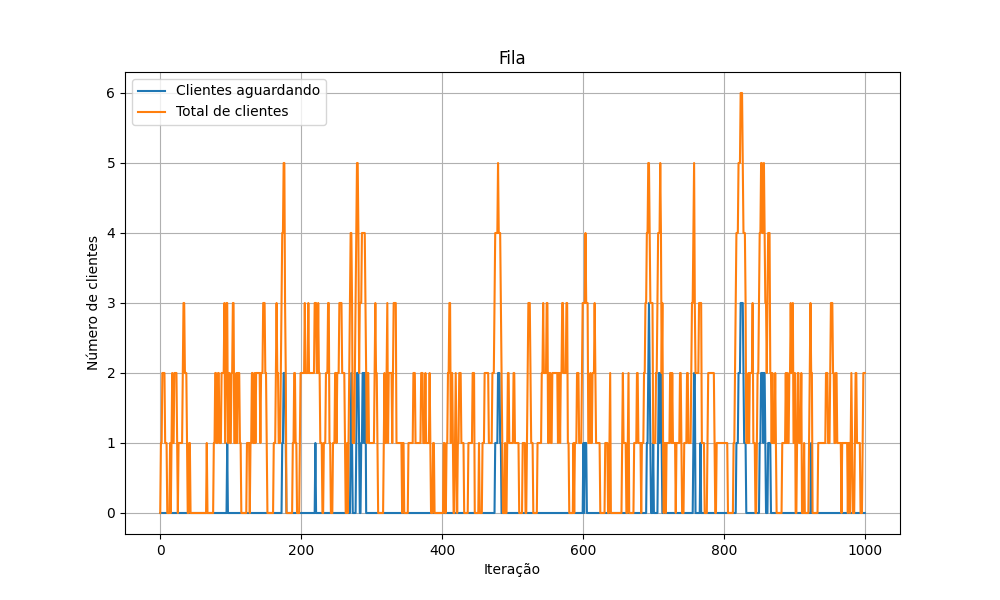 Fila
Clientes aguardando
Total de clientes
6
5
4
3
2
1
0
Número de clientes
0 200 400 600 800 1000
Iteração